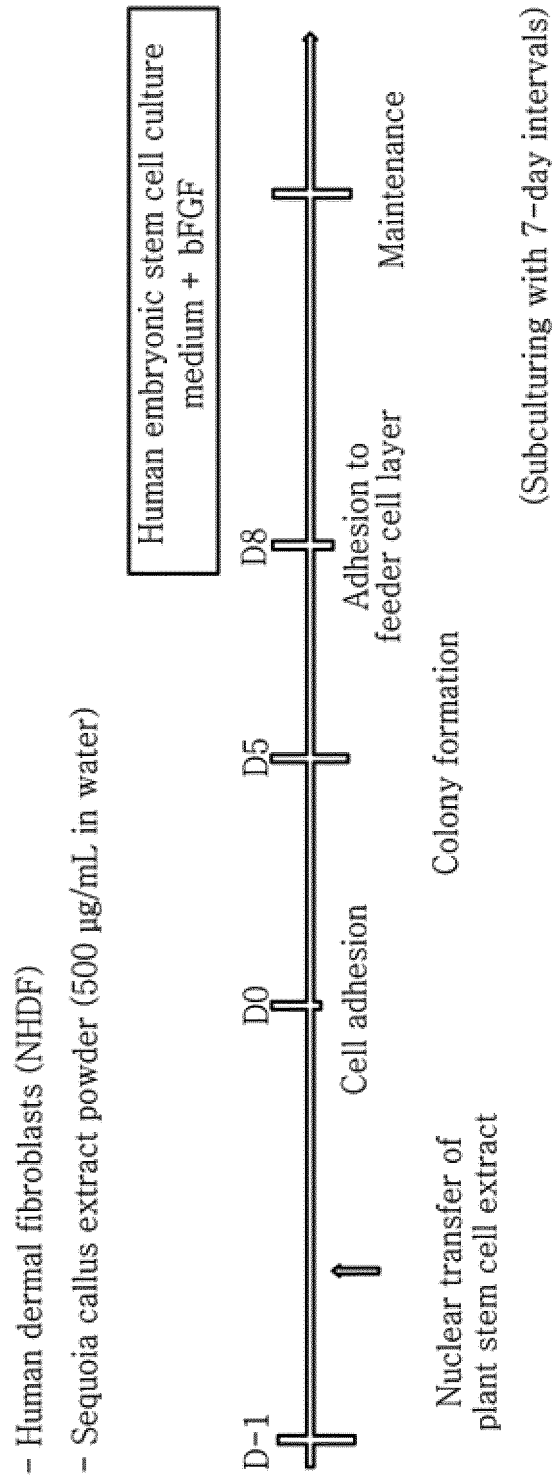 - Human dermal fibroblasts (NHDF)
- Sequoia callus extract powder (500 μg/mL in water)
Human embryonic stem cell culture
medium + bFGF
D-1
D0
D5
D8
Cell adhesion
Adhesion to
feeder cell layer
Maintenance
Nuclear transfer of
plant stem cell extract
Colony formation
(Subculturing with 7-day intervals)